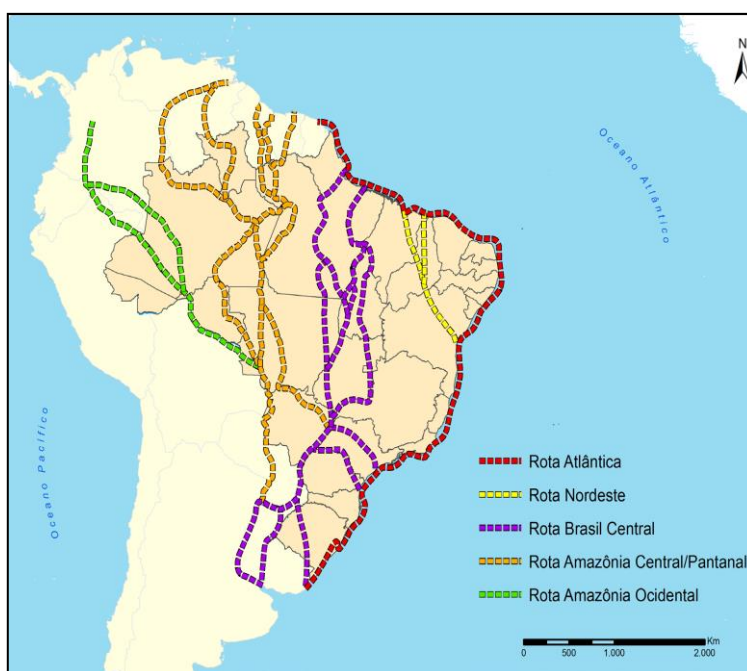 N
Oceano Atlântico
Oceano Pacífico
Rota Atlântica
Rota Nordeste
Rota Brasil Central
Rota Amazônia Central/Pantanal
Rota Amazônia Ocidental
Km
0 500 1.000 2.000